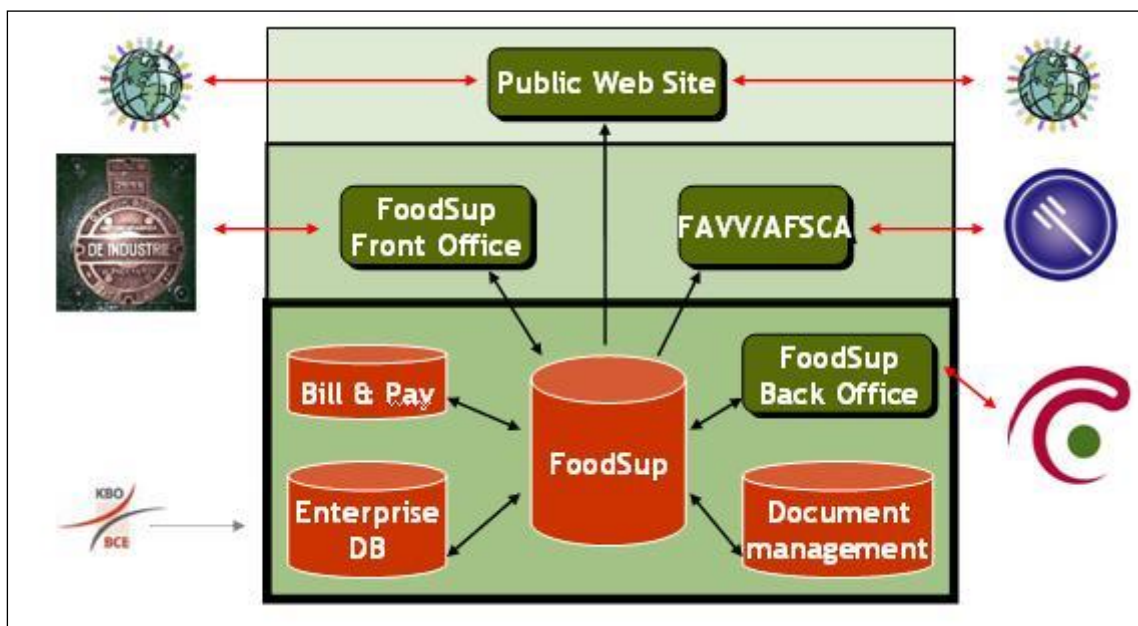 Public Web Site
FoodSup
Front Office
FAVV/AFSCA
DE INDUSTRIE
Bill & Pay
FoodSup
Back Office
FoodSup
KBO
BCE
Enterprise
DB
Document
management